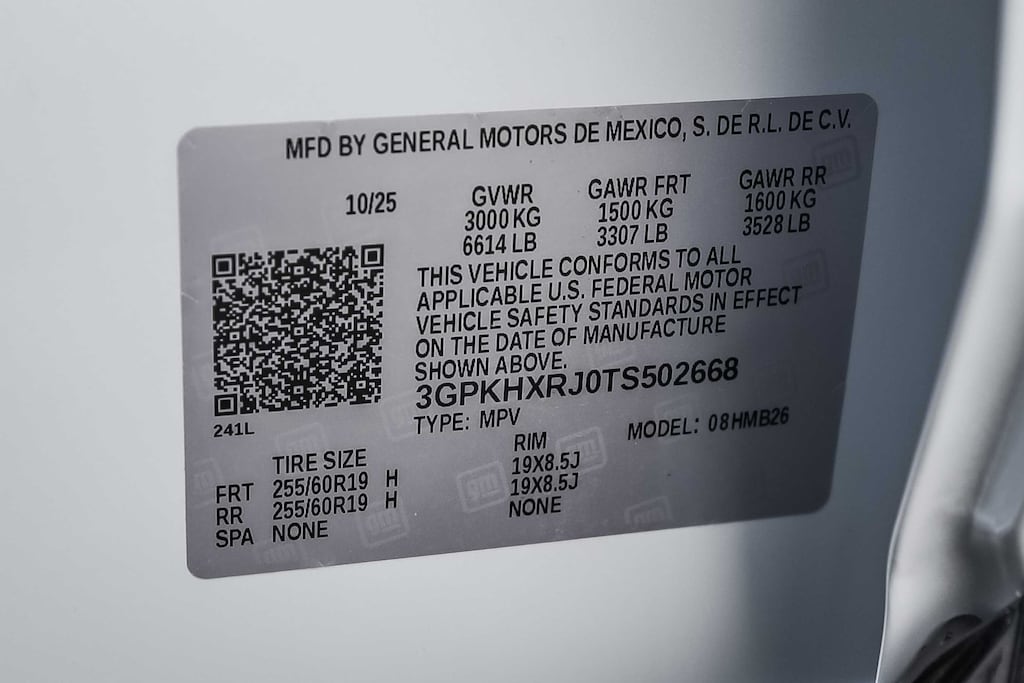 MFD BY GENERAL MOTORS DE MEXICO, S. DE R.L. DE C.V.
10/25 GVWR GAWR FRT GAWR RR
3000 KG 1500 KG 1600 KG
6614 LB 3307 LB 3528 LB
THIS VEHICLE CONFORMS TO ALL
APPLICABLE U.S. FEDERAL MOTOR
VEHICLE SAFETY STANDARDS IN EFFECT
ON THE DATE OF MANUFACTURE
SHOWN ABOVE.
3GPKHXRJ0TS502668
241L
TYPE: MPV MODEL: 08HMB26
TIRE SIZE RIM
FRT 255/60R19 H 19X8.5J
RR 255/60R19 H 19X8.5J
SPA NONE NONE
gm